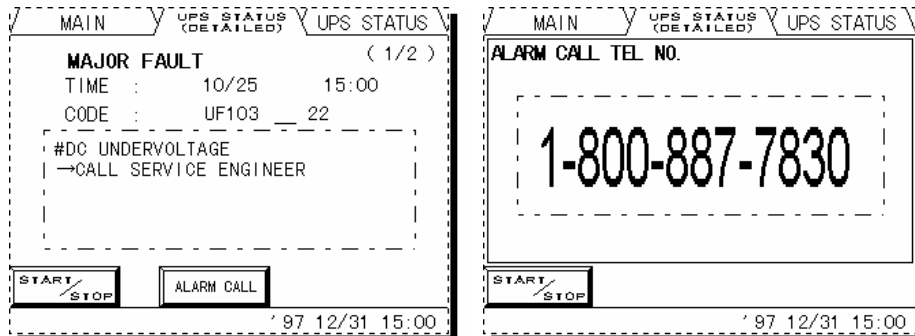 MAIN
UPS STATUS (DETAILED)
UPS STATUS
MAJOR FAULT (1/2)
TIME : 10/25 15:00
CODE : UF103 __ 22
#DC UNDERVOLTAGE
→CALL SERVICE ENGINEER
START/STOP
ALARM CALL
'97 12/31 15:00
MAIN
UPS STATUS (DETAILED)
UPS STATUS
ALARM CALL TEL NO.
1-800-887-7830
START/STOP
'97 12/31 15:00